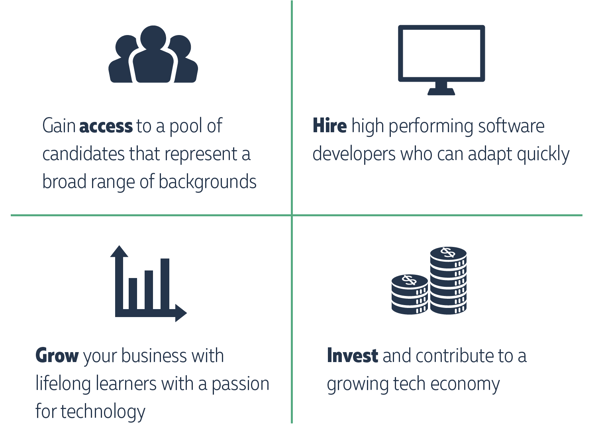 Gain access to a pool of
candidates that represent a
broad range of backgrounds
Hire high performing software
developers who can adapt quickly
Grow your business with
lifelong learners with a passion
for technology
$ $
Invest and contribute to a
growing tech economy